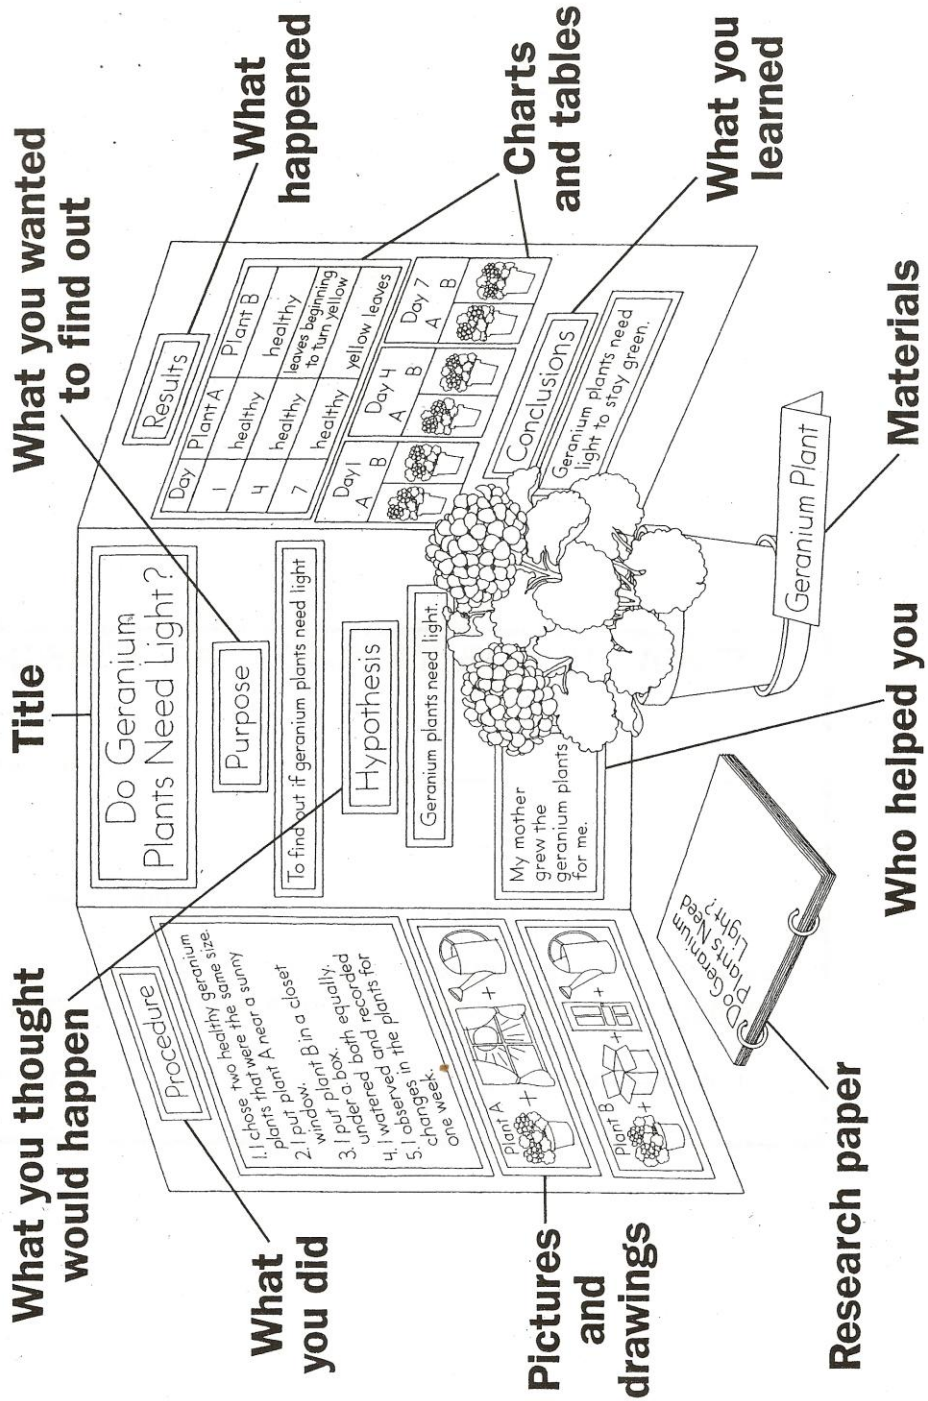 What you thought
would happen
Title
What you wanted
to find out
What
you did
What
happened
Procedure
1. I chose two healthy geranium
plants that were the same size.
2. I put plant A near a sunny
window.
3. I put plant B in a closet
under a box.
4. I watered both equally.
5. I observed and recorded
changes in the plants for
one week.
Plant A
+
+
Plant B
+
+
+
Pictures
and
drawings
Do Geranium
Plants Need Light?
Purpose
To find out if geranium plants need light
Hypothesis
Geranium plants need light.
My mother
grew the
geranium plants
for me.
Results
Day Plant A Plant B
1 healthy healthy
4 healthy leaves beginning
to turn yellow
7 healthy yellow leaves
Day 1 Day 4 Day 7
A B A B A B
Charts
and tables
Conclusions
Geranium plants need
light to stay green.
What you
learned
Do Geranium
Plants Need
Light?
Geranium Plant
Research paper
Who helped you
Materials